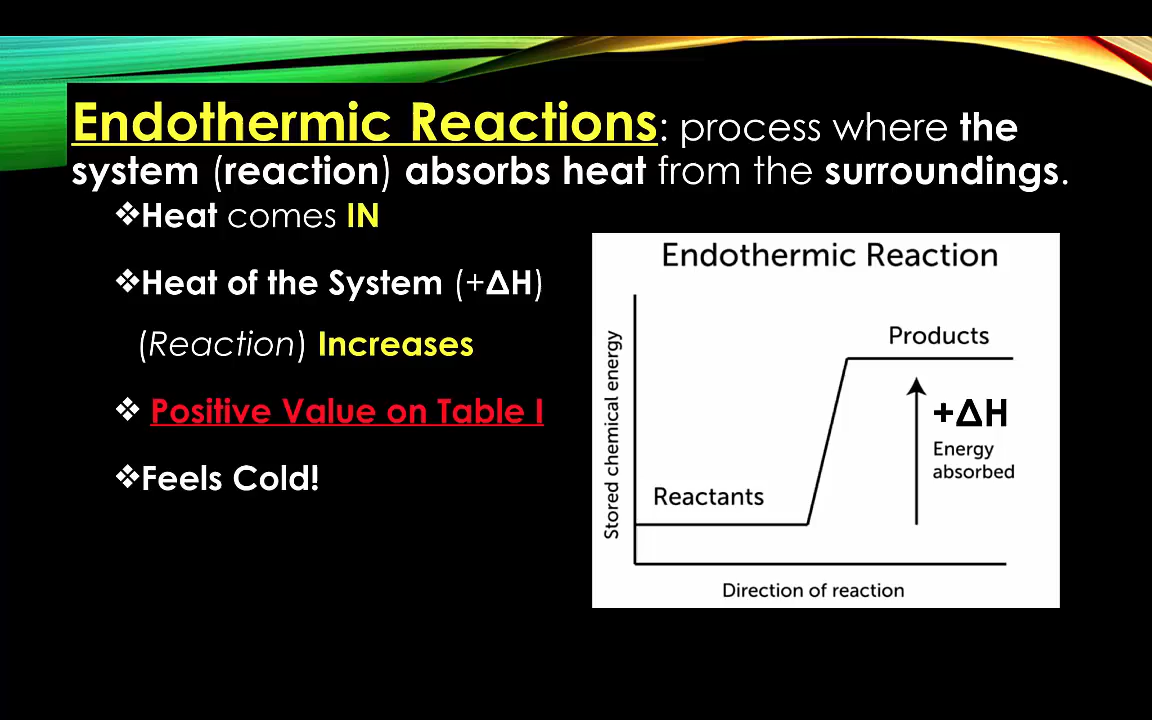 Endothermic Reactions: process where the
system (reaction) absorbs heat from the surroundings.
❖Heat comes IN
❖Heat of the System (+ΔH)
(Reaction) Increases
❖ Positive Value on Table I
❖Feels Cold!
Endothermic Reaction
Stored chemical energy
Products
+ΔH
Energy
absorbed
Reactants
Direction of reaction